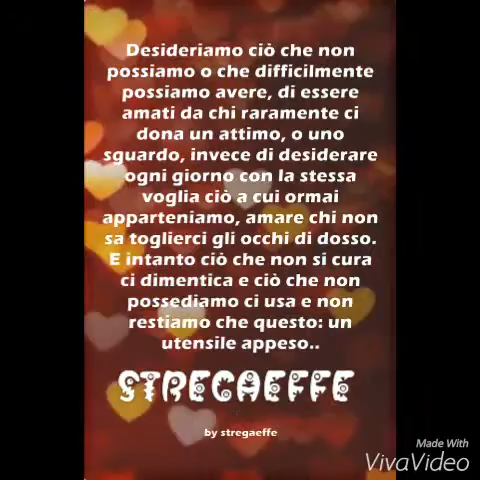 Desideriamo ciò che non
possiamo o che difficilmente
possiamo avere, di essere
amati da chi raramente ci
dona un attimo, o uno
sguardo, invece di desiderare
ogni giorno con la stessa
voglia ciò a cui ormai
apparteniamo, amare chi non
sa toglierci gli occhi di dosso.
E intanto ciò che non si cura
ci dimentica e ciò che non
possediamo ci usa e non
restiamo che questo: un
utensile appeso..
STREGAEFFE
by stregaeffe
Made With
VivaVideo